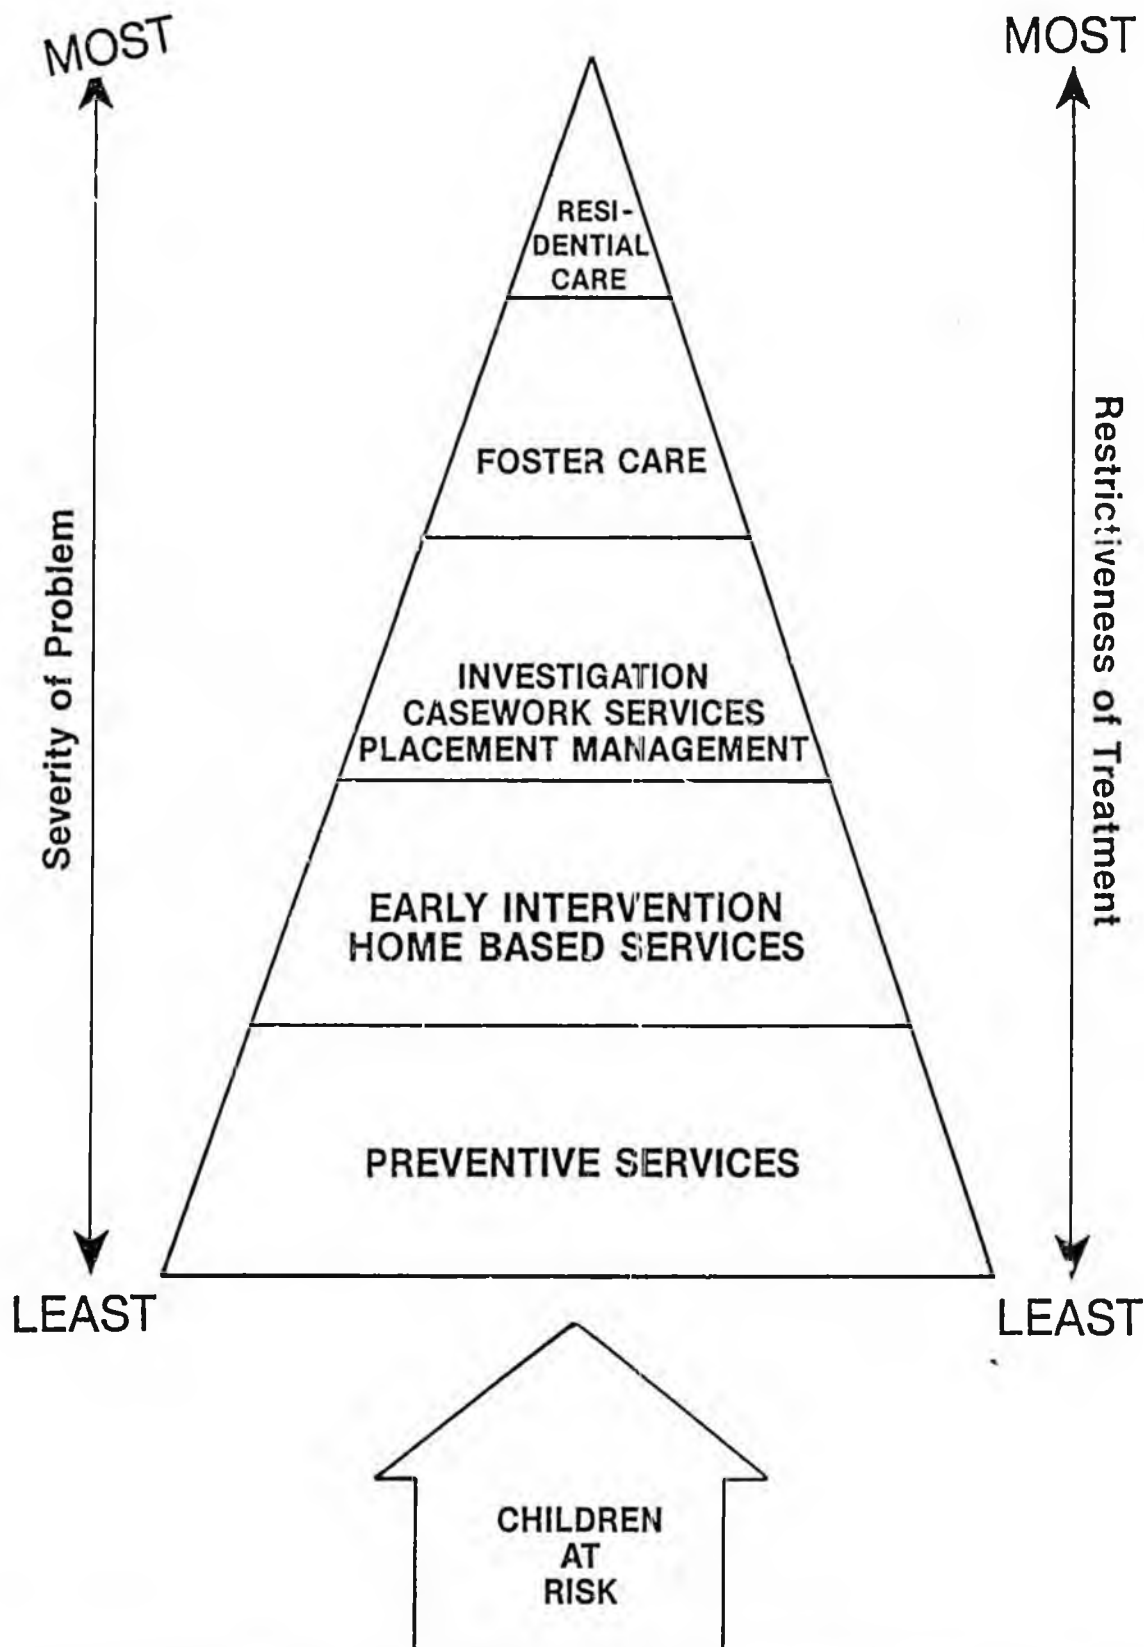 MOST
MOST
RESI-
DENTIAL
CARE
FOSTER CARE
Severity of Problem
Restrictiveness of Treatment
INVESTIGATION
CASEWORK SERVICES
PLACEMENT MANAGEMENT
EARLY INTERVENTION
HOME BASED SERVICES
PREVENTIVE SERVICES
LEAST
LEAST
CHILDREN
AT
RISK